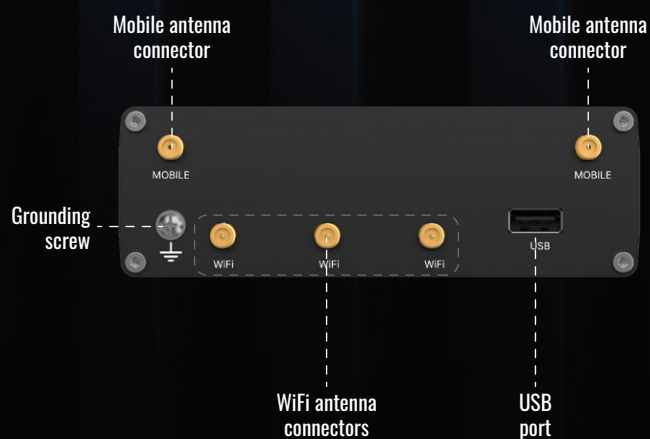 Mobile antenna
connector
Mobile antenna
connector
MOBILE
MOBILE
Grounding
screw
WiFi
WiFi
WiFi
USB
WiFi antenna
connectors
USB
port